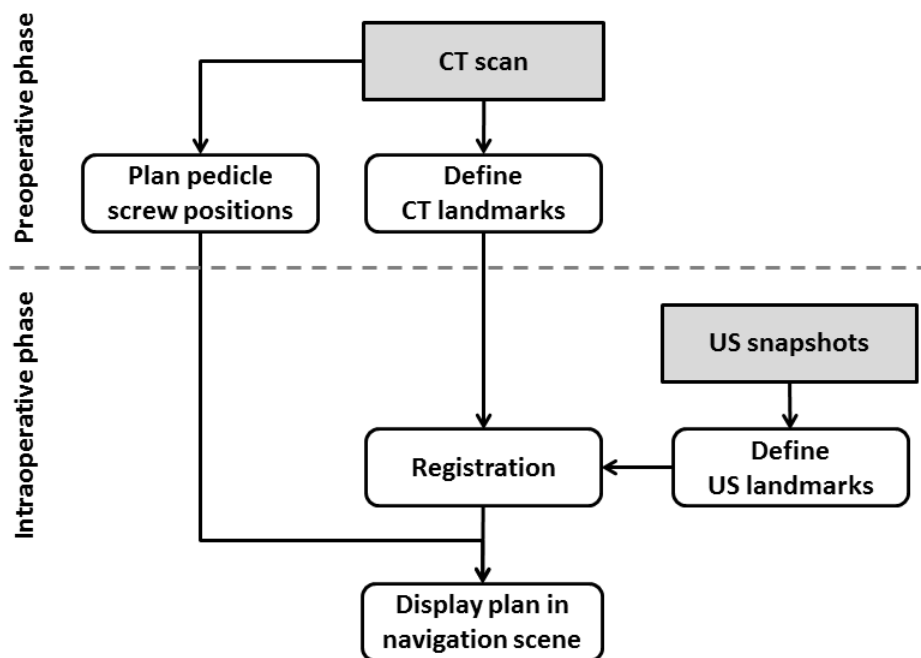 Preoperative phase
CT scan
Plan pedicle
screw positions
Define
CT landmarks
Intraoperative phase
US snapshots
Registration
Define
US landmarks
Display plan in
navigation scene